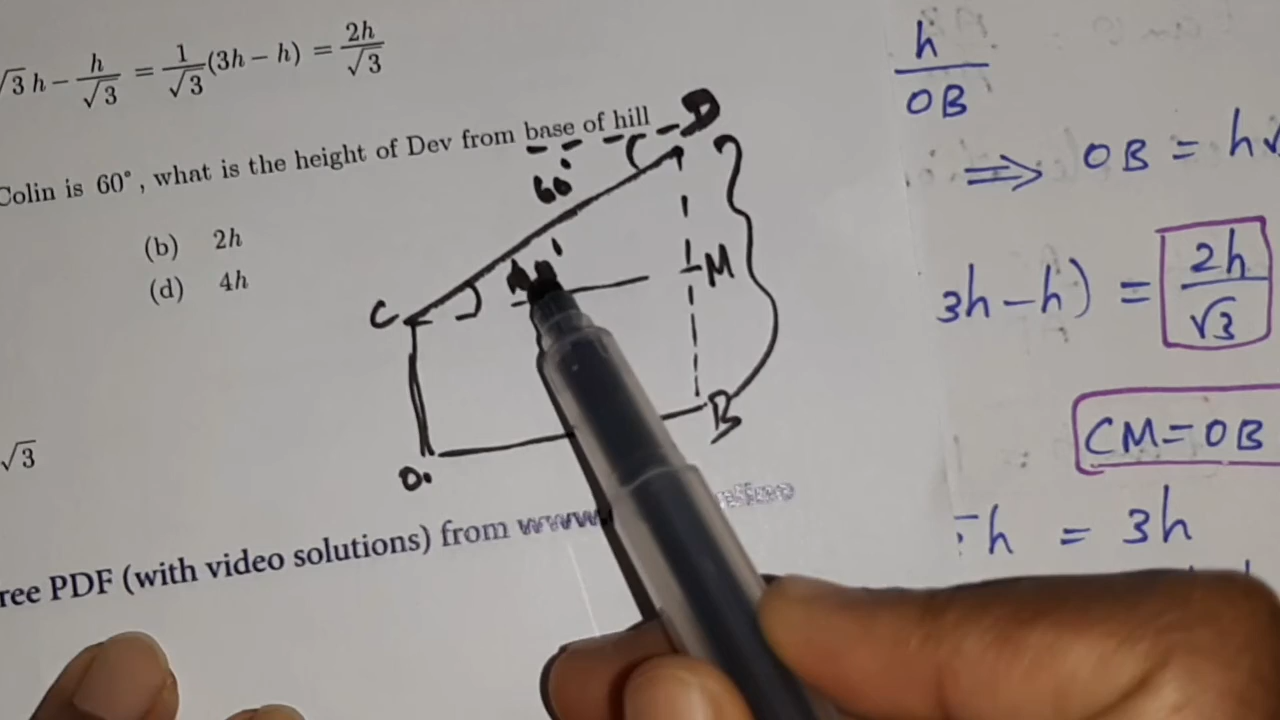 √3 h − h/√3 = 1/√3 (3h − h) = 2h/√3
Colin is 60°, what is the height of Dev from base of hill
(b) 2h
(d) 4h
√3
ree PDF (with video solutions) from www.
nline
D
60°
C
M
B
O
h/OB
⇒ OB = h√
3h − h) = 2h/√3
CM = OB
h = 3h